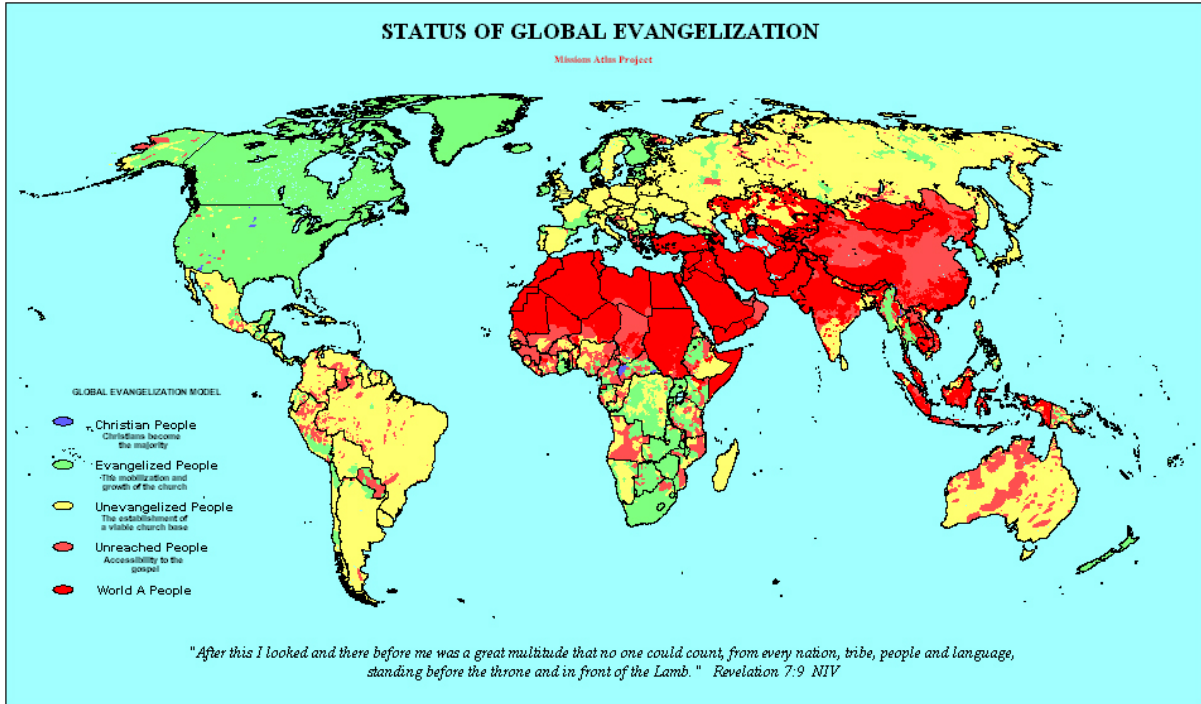 STATUS OF GLOBAL EVANGELIZATION
Missions Atlas Project
GLOBAL EVANGELIZATION MODEL
Christian People
Christians become
the majority
Evangelized People
The mobilization and
growth of the church
Unevangelized People
The establishment of
a viable church base
Unreached People
Accessibility to the
gospel
World A People
"After this I looked and there before me was a great multitude that no one could count, from every nation, tribe, people and language,
standing before the throne and in front of the Lamb." Revelation 7:9 NIV